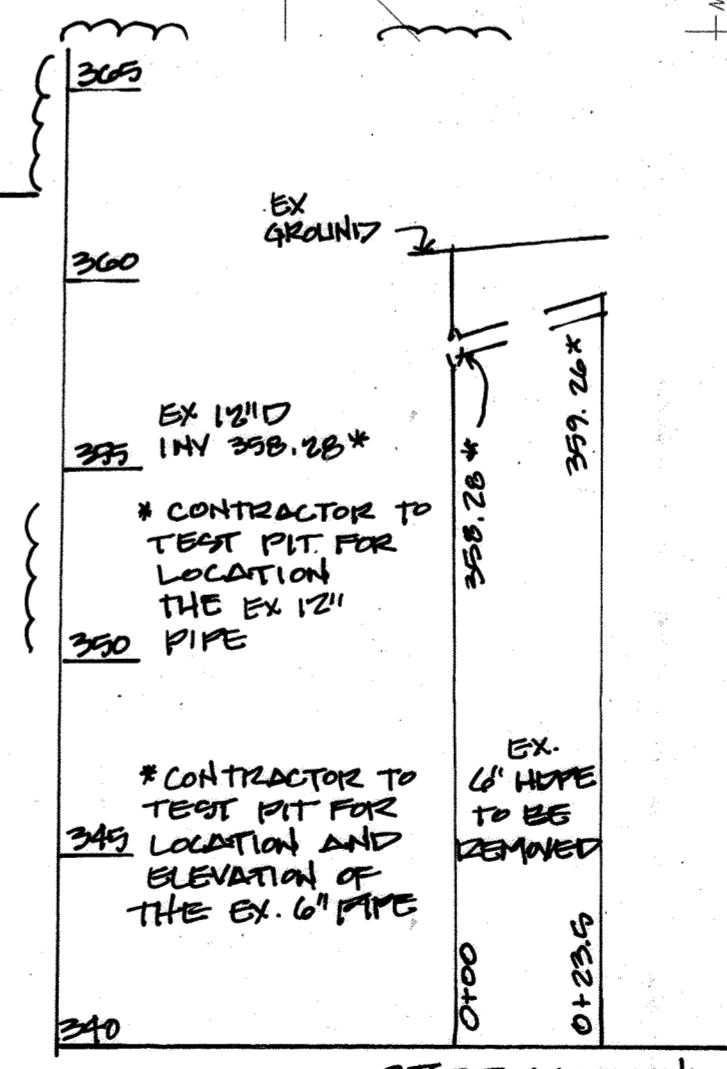 365
EX
GROUND
360
EX 12"D
INV 358.28*
375
* CONTRACTOR TO
TEST PIT FOR
LOCATION
THE EX 12"
PIPE
350
358.28*
359.26*
* CONTRACTOR TO
TEST PIT FOR
LOCATION AND
ELEVATION OF
THE EX. 6" PIPE
345
EX.
6" HDPE
TO BE
REMOVED
0+00
0+23.5
340